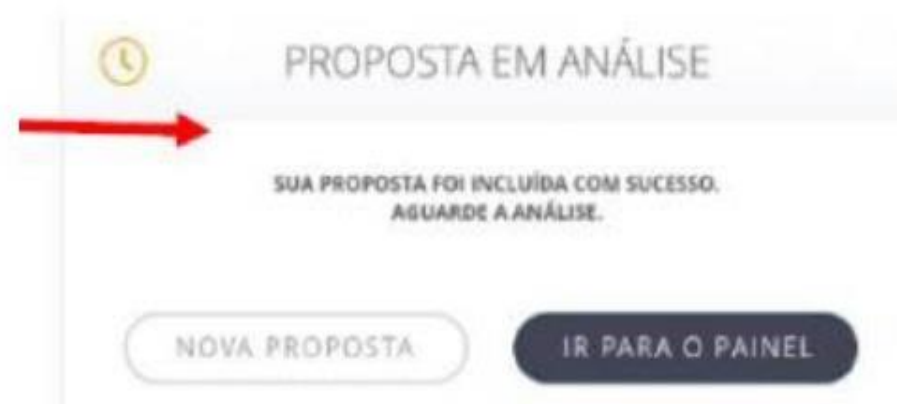 PROPOSTA EM ANÁLISE
SUA PROPOSTA FOI INCLUÍDA COM SUCESSO.
AGUARDE A ANÁLISE.
NOVA PROPOSTA
IR PARA O PAINEL